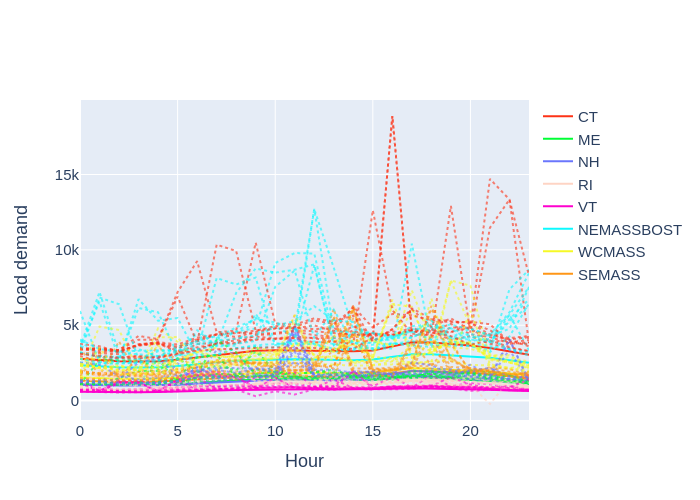 Load demand
15k
10k
5k
0
0
5
10
15
20
Hour
CT
ME
NH
RI
VT
NEMASSBOST
WCMASS
SEMASS